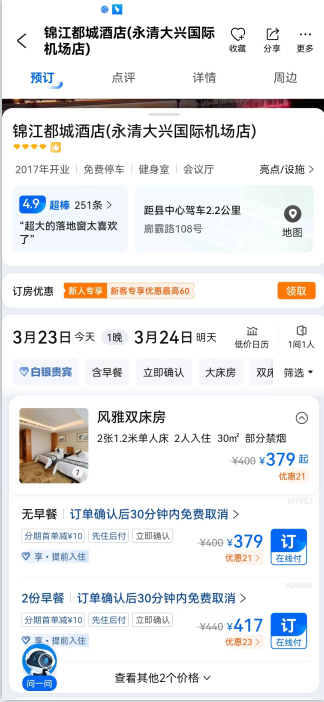 锦江都城酒店(永清大兴国际
机场店)
收藏
分享
更多
预订
点评
详情
周边
锦江都城酒店(永清大兴国际机场店)
2017年开业 免费停车 健身室 会议厅 亮点/设施 >
4.9 超棒 251条 >
“超大的落地窗太喜欢
了”
距县中心驾车2.2公里
廊霸路108号
地图
订房优惠 新人专享 新客专享优惠最高60 领取
3月23日 今天 1晚 3月24日 明天
低价日历
1间1人
白银贵宾 含早餐 立即确认 大床房 双床 筛选
风雅双床房
2张1.2米单人床 2人入住 30㎡ 部分禁烟
¥400 ¥379起
优惠21
7
无早餐 订单确认后30分钟内免费取消 >
分期首单减¥10 先住后付 立即确认
享·提前入住
¥400 ¥379
优惠21 >
订
在线付
2份早餐 订单确认后30分钟内免费取消 >
分期首单减¥10 先住后付 立即确认
享·提前入住
¥440 ¥417
优惠23 >
订
在线付
问一问
查看其他2个价格